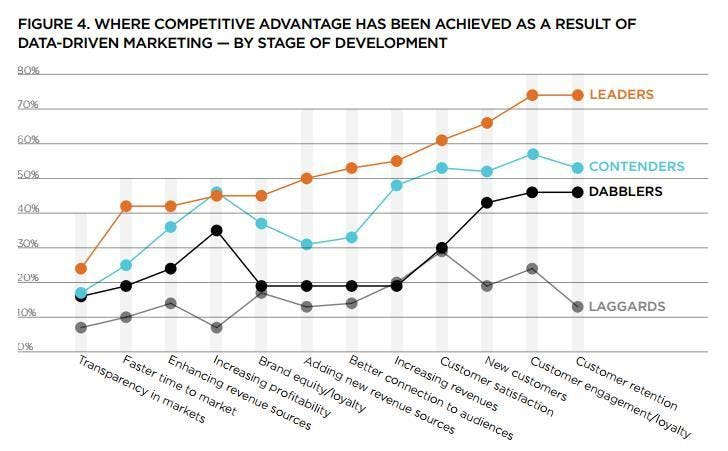 FIGURE 4. WHERE COMPETITIVE ADVANTAGE HAS BEEN ACHIEVED AS A RESULT OF
DATA-DRIVEN MARKETING — BY STAGE OF DEVELOPMENT
80%
70%
60%
50%
40%
30%
20%
10%
0%
LEADERS
CONTENDERS
DABBLERS
LAGGARDS
Transparency in markets
Faster time to market
Enhancing revenue sources
Increasing profitability
Brand equity/loyalty
Adding new revenue sources
Better connection to audiences
Increasing revenues
Customer satisfaction
New customers
Customer engagement/loyalty
Customer retention